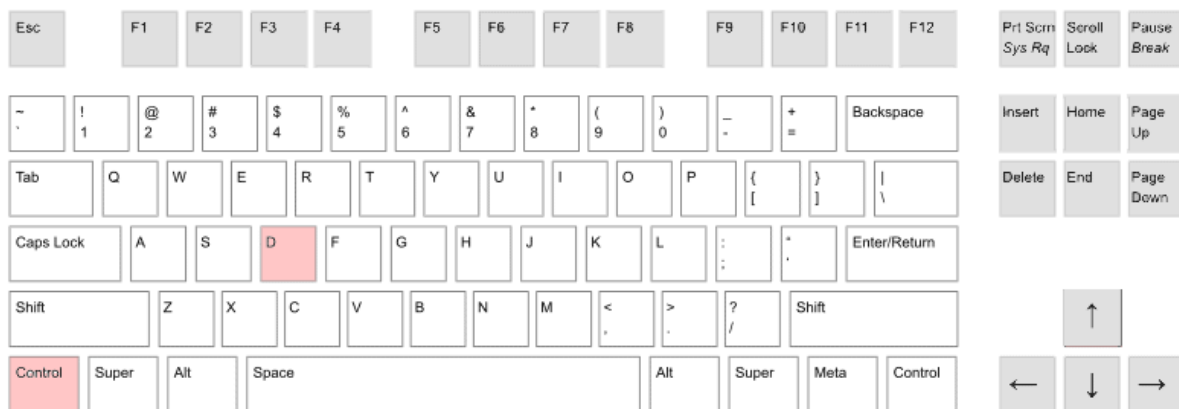 Esc F1 F2 F3 F4 F5 F6 F7 F8 F9 F10 F11 F12 Prt Scrn Scroll Pause
Sys Rq Lock Break
~ ! @ # $ % ^ & * ( ) _ + Backspace Insert Home Page
` 1 2 3 4 5 6 7 8 9 0 - = Up
Tab Q W E R T Y U I O P { } | Delete End Page
[ ] \ Down
Caps Lock A S D F G H J K L : " Enter/Return
; '
Shift Z X C V B N M < > ? Shift ↑
, . /
Control Super Alt Space Alt Super Meta Control ← ↓ →